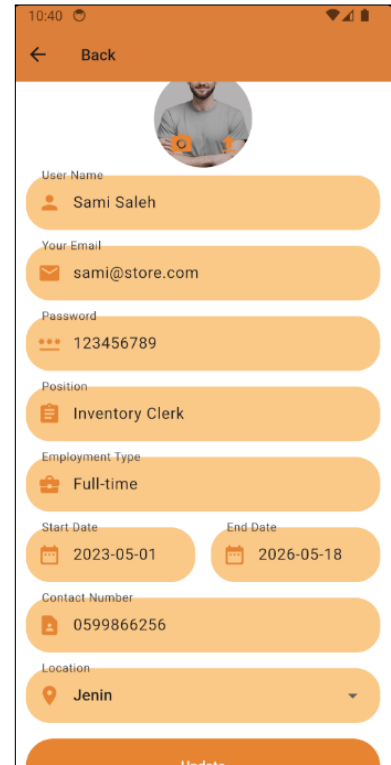 10:40
Back
User Name
Sami Saleh
Your Email
sami@store.com
Password
123456789
Position
Inventory Clerk
Employment Type
Full-time
Start Date End Date
2023-05-01 2026-05-18
Contact Number
0599866256
Location
Jenin
Update